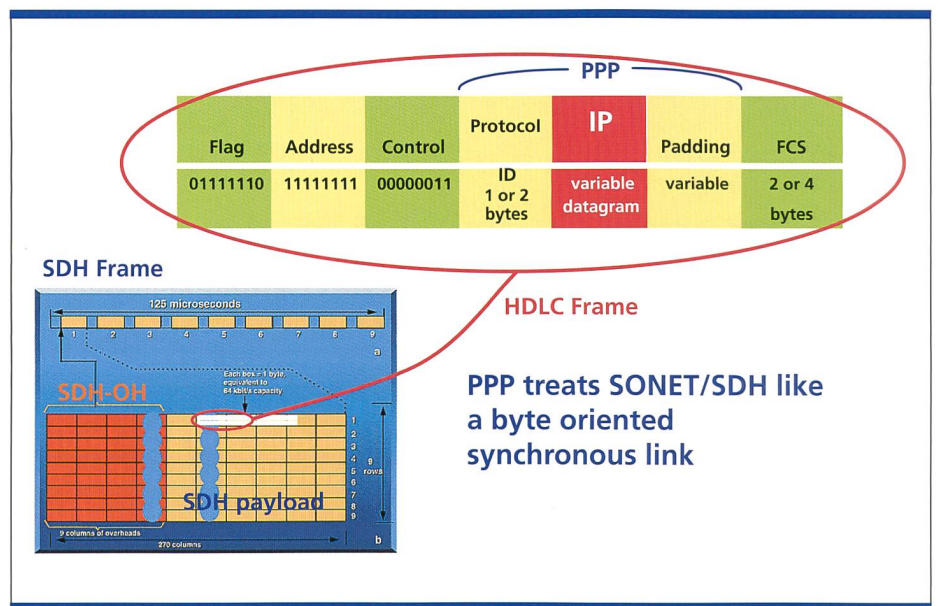 PPP
Flag Address Control Protocol IP Padding FCS
01111110 11111111 00000011 ID 1 or 2 bytes variable datagram variable 2 or 4 bytes
SDH Frame
125 microseconds
1 2 3 4 5 6 7 8 9
a
HDLC Frame
Each box = 1 byte,
equivalent to
64 kbit/s capacity
SDH-OH
PPP treats SONET/SDH like
a byte oriented
synchronous link
1
2
3
4
5
6
7
8
9
9
rows
SDH payload
9 columns of overheads
b
270 columns